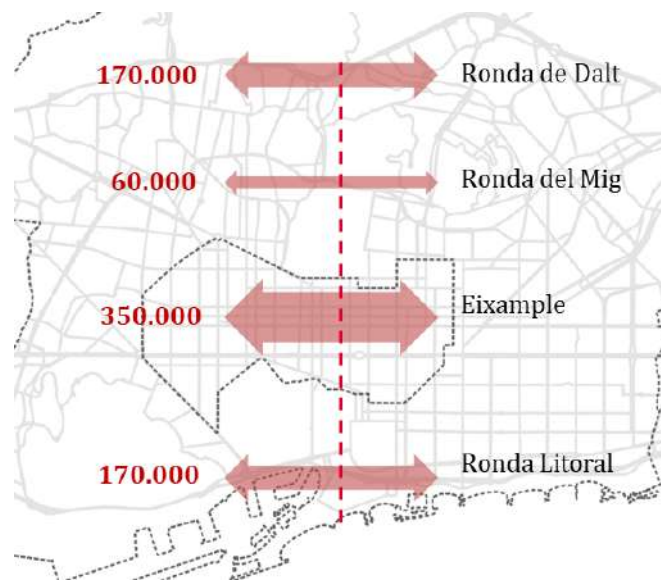 170.000 Ronda de Dalt
60.000 Ronda del Mig
350.000 Eixample
170.000 Ronda Litoral